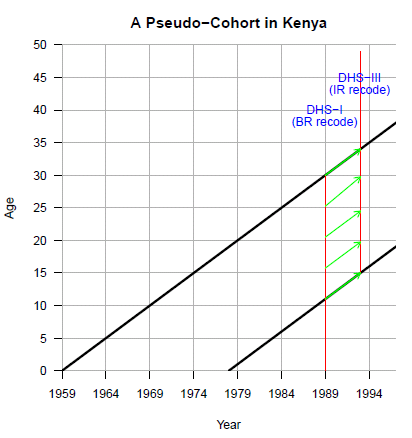 A Pseudo−Cohort in Kenya
50
45
40
35
30
25
20
15
10
5
0
Age
DHS−III
(IR recode)
DHS−I
(BR recode)
1959 1964 1969 1974 1979 1984 1989 1994
Year